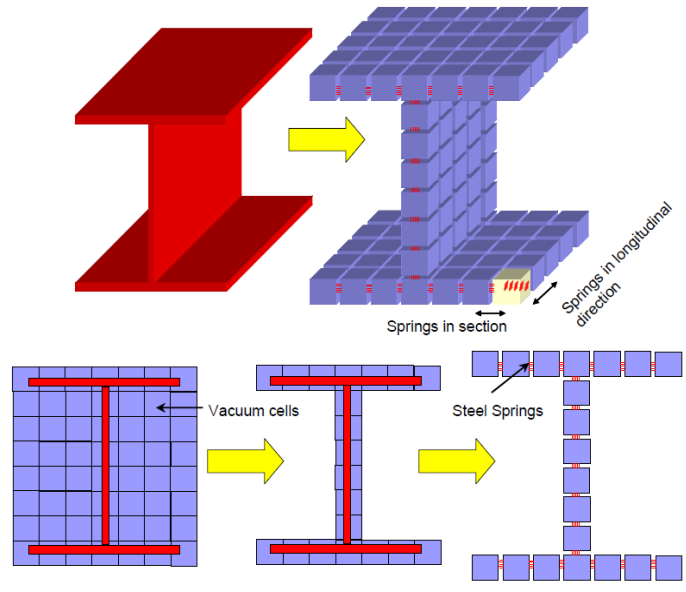 Springs in longitudinal
direction
Springs in section
Vacuum cells
Steel Springs